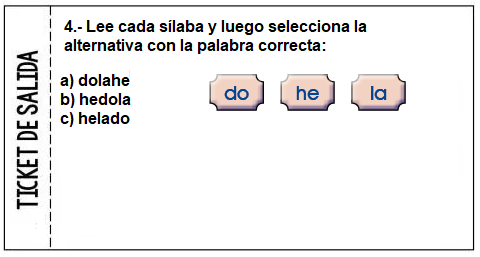 TICKET DE SALIDA
4.- Lee cada sílaba y luego selecciona la
alternativa con la palabra correcta:
a) dolahe
b) hedola
c) helado
do he la